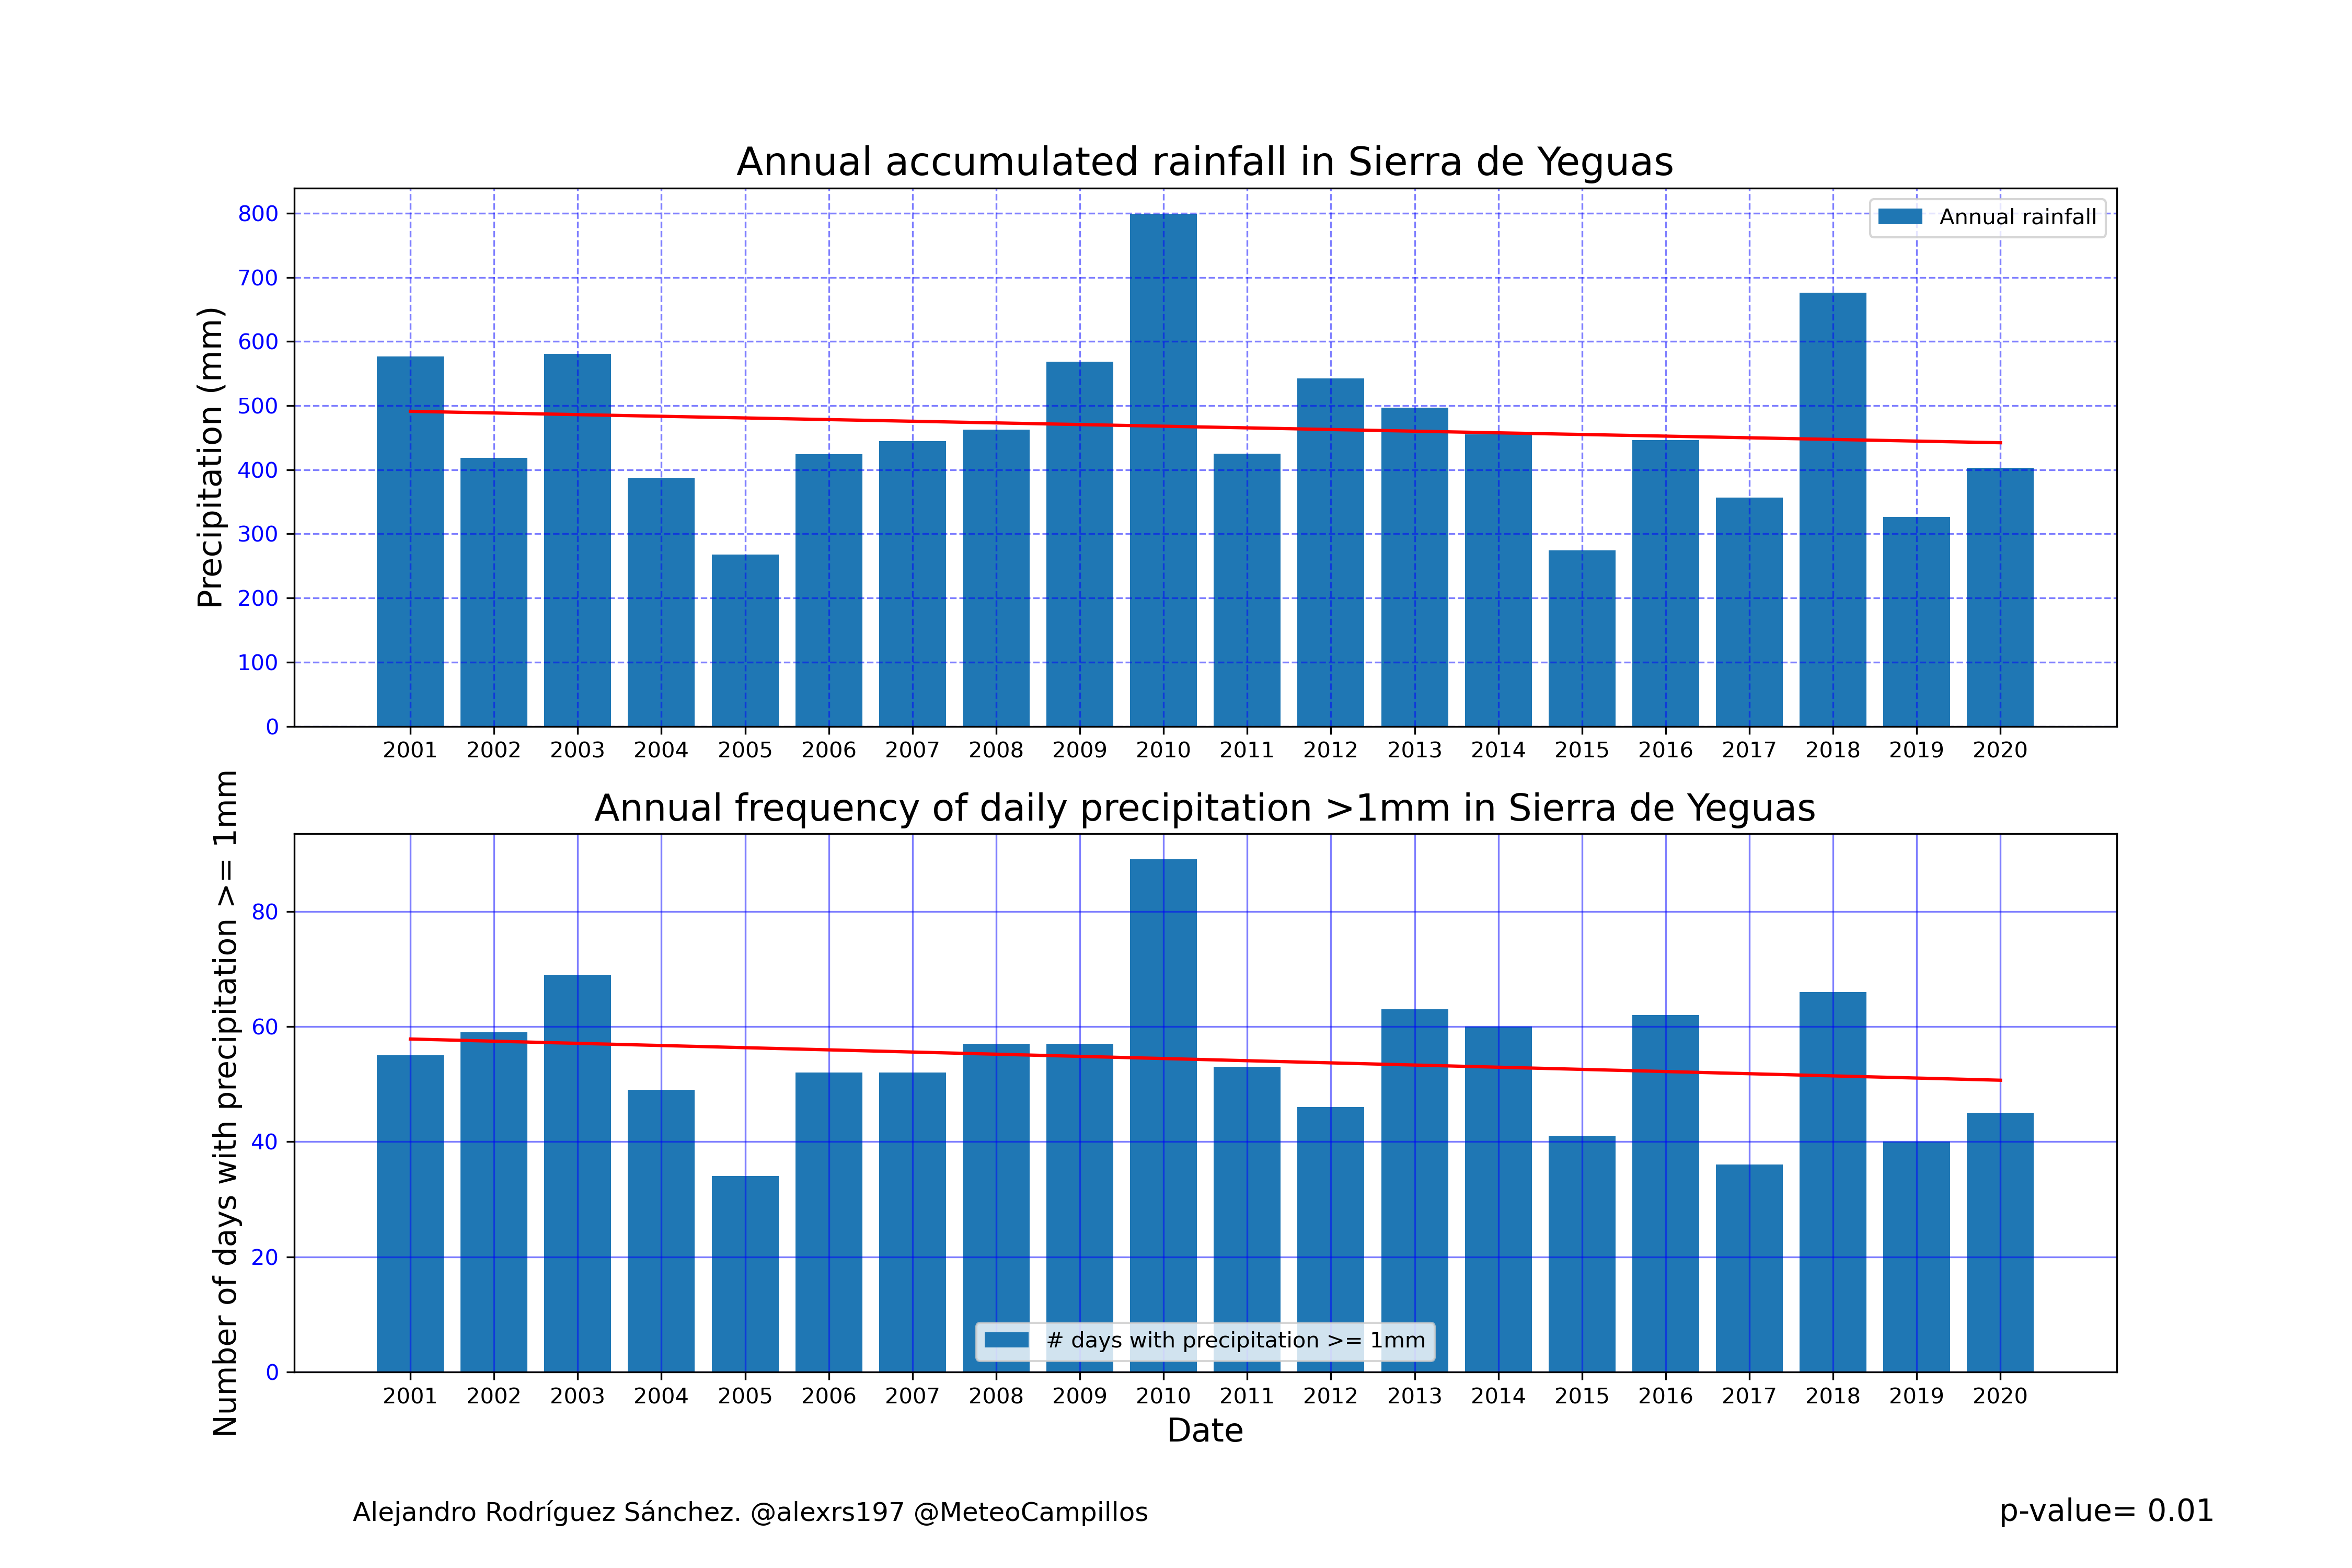 Annual accumulated rainfall in Sierra de Yeguas
Precipitation (mm)
800
700
600
500
400
300
200
100
0
Annual rainfall
2001 2002 2003 2004 2005 2006 2007 2008 2009 2010 2011 2012 2013 2014 2015 2016 2017 2018 2019 2020
Annual frequency of daily precipitation >1mm in Sierra de Yeguas
Number of days with precipitation >= 1mm
80
60
40
20
0
# days with precipitation >= 1mm
2001 2002 2003 2004 2005 2006 2007 2008 2009 2010 2011 2012 2013 2014 2015 2016 2017 2018 2019 2020
Date
Alejandro Rodríguez Sánchez. @alexrs197 @MeteoCampillos
p-value= 0.01